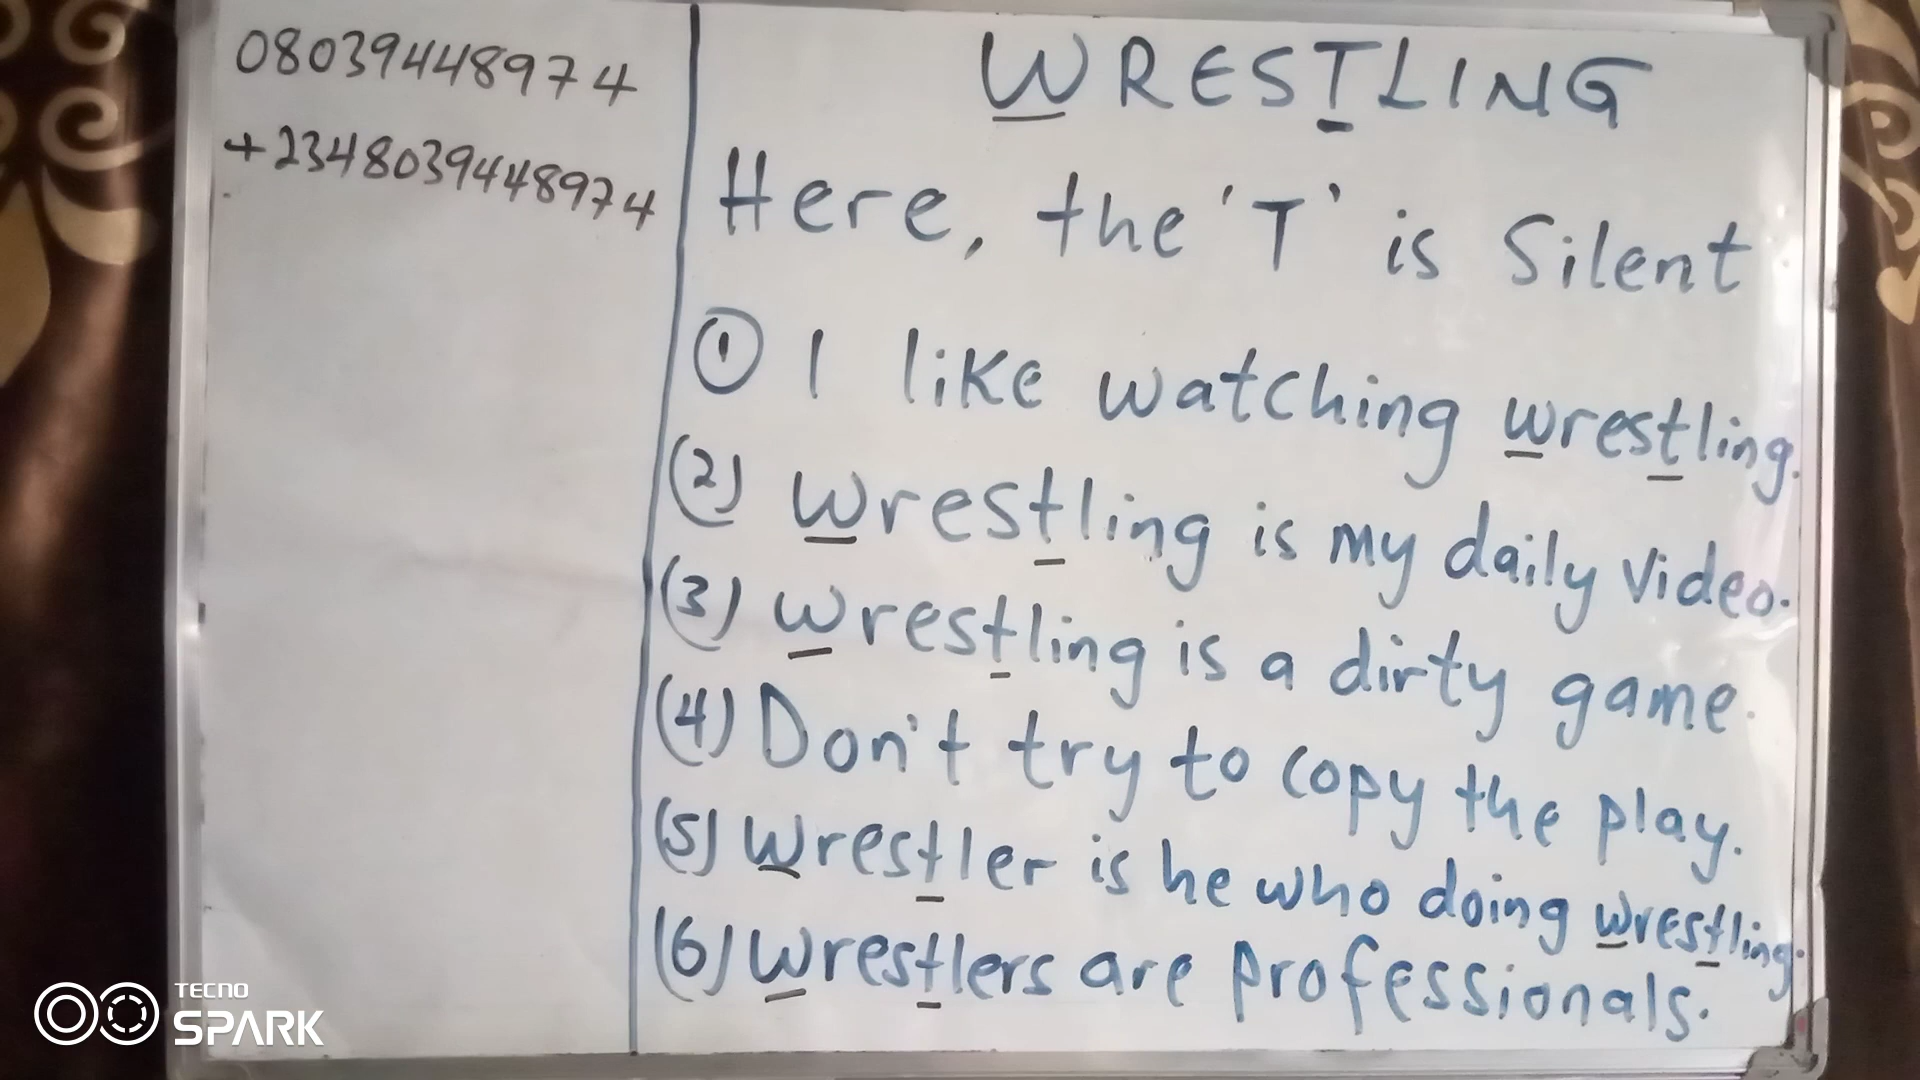 08039448974
+2348039448974
WRESTLING
Here, the 'T' is Silent
① I like watching wrestling.
(2) Wrestling is my daily Video.
(3) Wrestling is a dirty game.
(4) Don't try to copy the play.
(5) Wrestler is he who doing wrestling.
(6) Wrestlers are professionals.
TECNO
SPARK